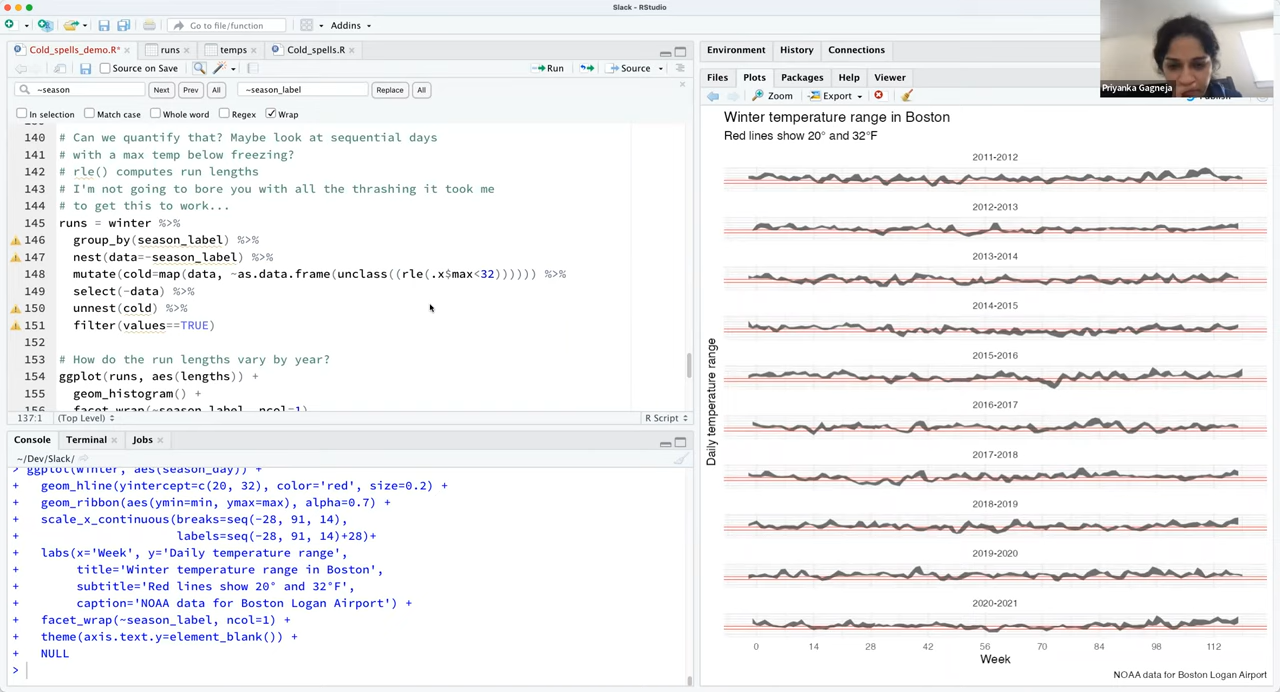 Slack - RStudio
Go to file/function
Addins
Cold_spells_demo.R*
runs
temps
Cold_spells.R
Source on Save
Run
Source
~season
Next
Prev
All
~season_label
Replace
All
In selection
Match case
Whole word
Regex
Wrap
140 # Can we quantify that? Maybe look at sequential days
141 # with a max temp below freezing?
142 # rle() computes run lengths
143 # I'm not going to bore you with all the thrashing it took me
144 # to get this to work...
145 runs = winter %>%
146 group_by(season_label) %>%
147 nest(data=-season_label) %>%
148 mutate(cold=map(data, ~as.data.frame(unclass((rle(.x$max<32)))))) %>%
149 select(-data) %>%
150 unnest(cold) %>%
151 filter(values==TRUE)
152
153 # How do the run lengths vary by year?
154 ggplot(runs, aes(lengths)) +
155 geom_histogram() +
156 facet_wrap(~season_label, ncol=1)
137:1
(Top Level)
R Script
Console
Terminal
Jobs
~/Dev/Slack/
> ggplot(winter, aes(season_day)) +
+ geom_hline(yintercept=c(20, 32), color='red', size=0.2) +
+ geom_ribbon(aes(ymin=min, ymax=max), alpha=0.7) +
+ scale_x_continuous(breaks=seq(-28, 91, 14),
+ labels=seq(-28, 91, 14)+28)+
+ labs(x='Week', y='Daily temperature range',
+ title='Winter temperature range in Boston',
+ subtitle='Red lines show 20° and 32°F',
+ caption='NOAA data for Boston Logan Airport') +
+ facet_wrap(~season_label, ncol=1) +
+ theme(axis.text.y=element_blank()) +
+ NULL
>
Environment
History
Connections
Files
Plots
Packages
Help
Viewer
Zoom
Export
Priyanka Gagneja
Winter temperature range in Boston
Red lines show 20° and 32°F
2011-2012
2012-2013
2013-2014
2014-2015
2015-2016
2016-2017
2017-2018
2018-2019
2019-2020
2020-2021
Daily temperature range
0 14 28 42 56 70 84 98 112
Week
NOAA data for Boston Logan Airport